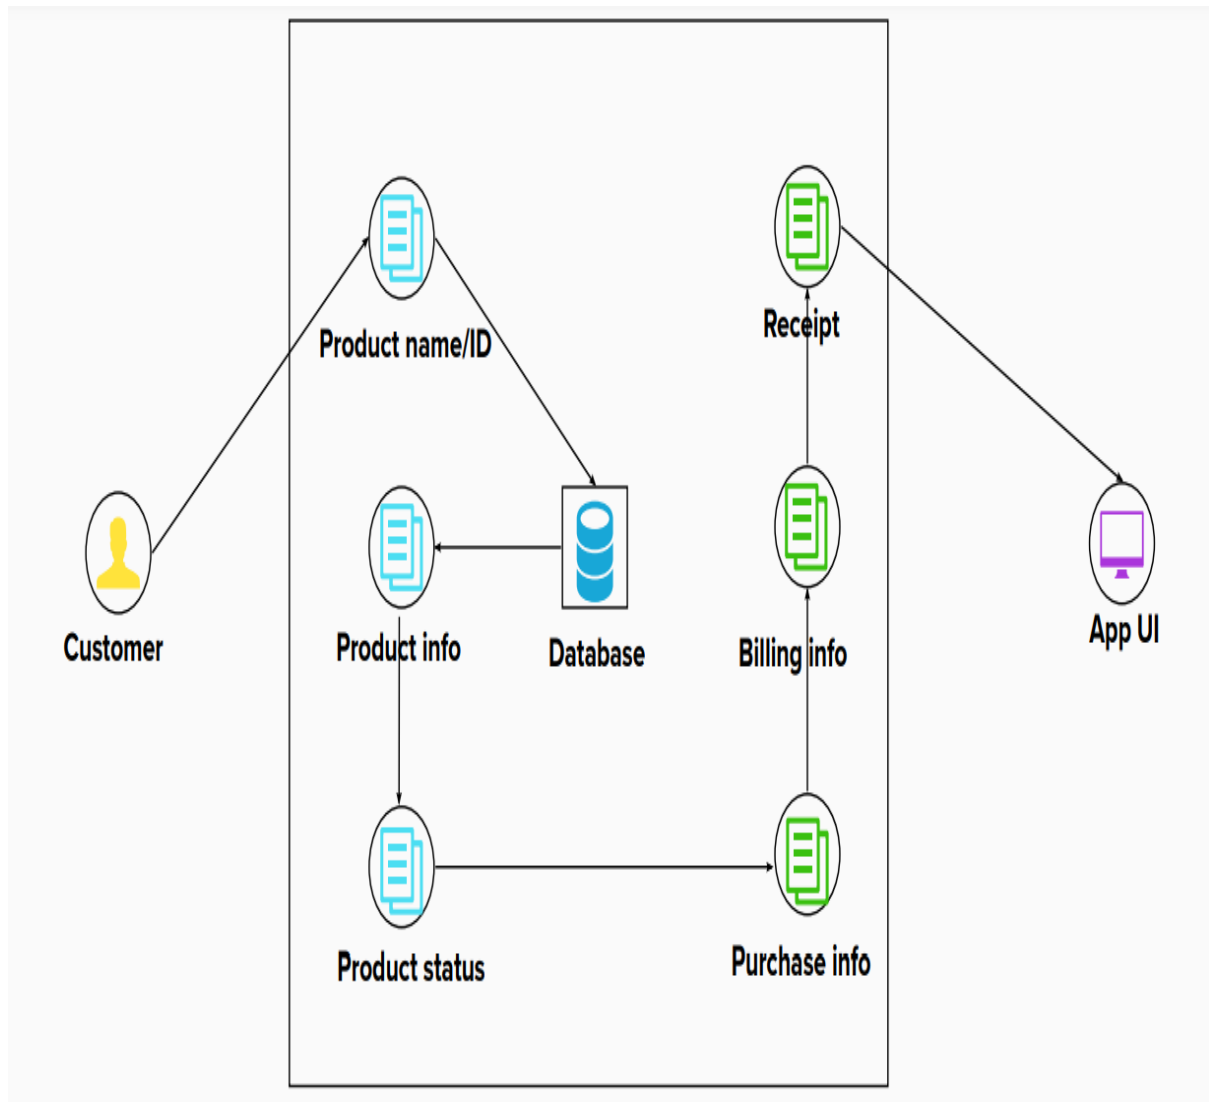 Receipt
Product name/ID
Customer
Product info
Database
Billing info
App UI
Product status
Purchase info